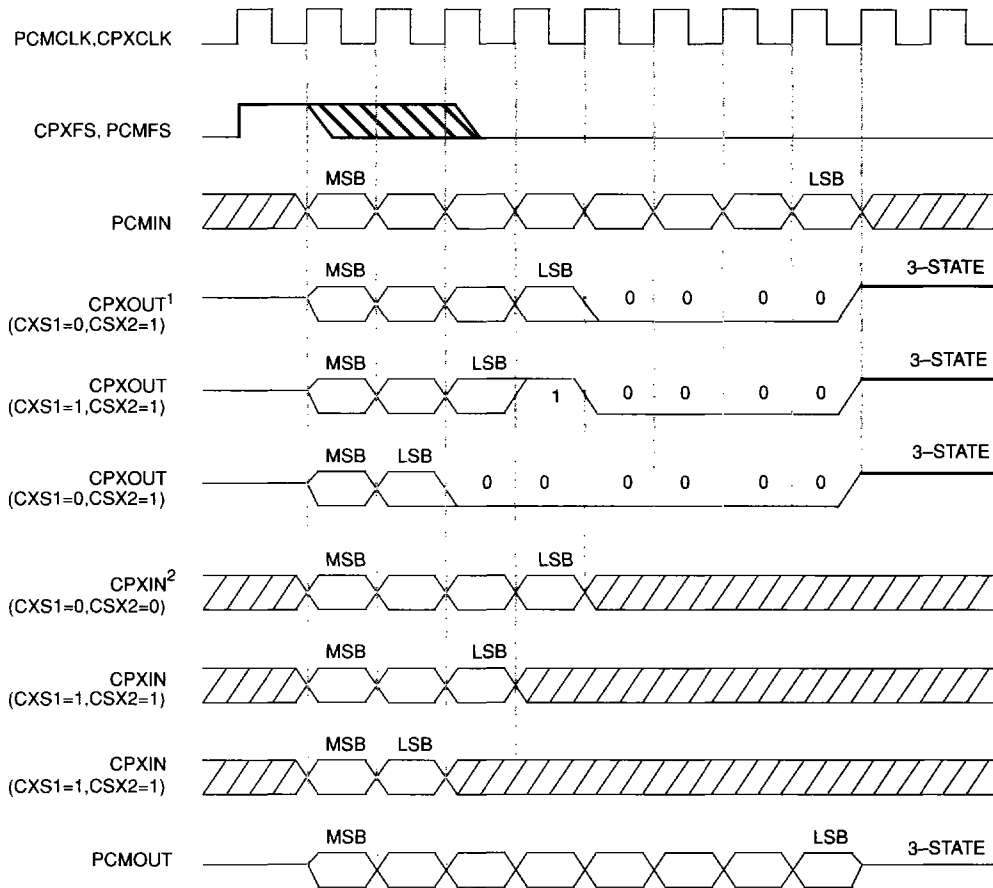 PCMCLK,CPXCLK
CPXFS, PCMFS
MSB LSB
PCMIN
MSB LSB 3–STATE
CPXOUT1 0 0 0 0
(CXS1=0,CSX2=1)
MSB LSB 3–STATE
CPXOUT 1 0 0 0 0
(CXS1=1,CSX2=1)
MSB LSB 3–STATE
CPXOUT 0 0 0 0 0 0
(CXS1=0,CSX2=1)
MSB LSB
CPXIN2
(CXS1=0,CSX2=0)
MSB LSB
CPXIN
(CXS1=1,CSX2=1)
MSB LSB
CPXIN
(CXS1=1,CSX2=1)
MSB LSB
PCMOUT 3–STATE